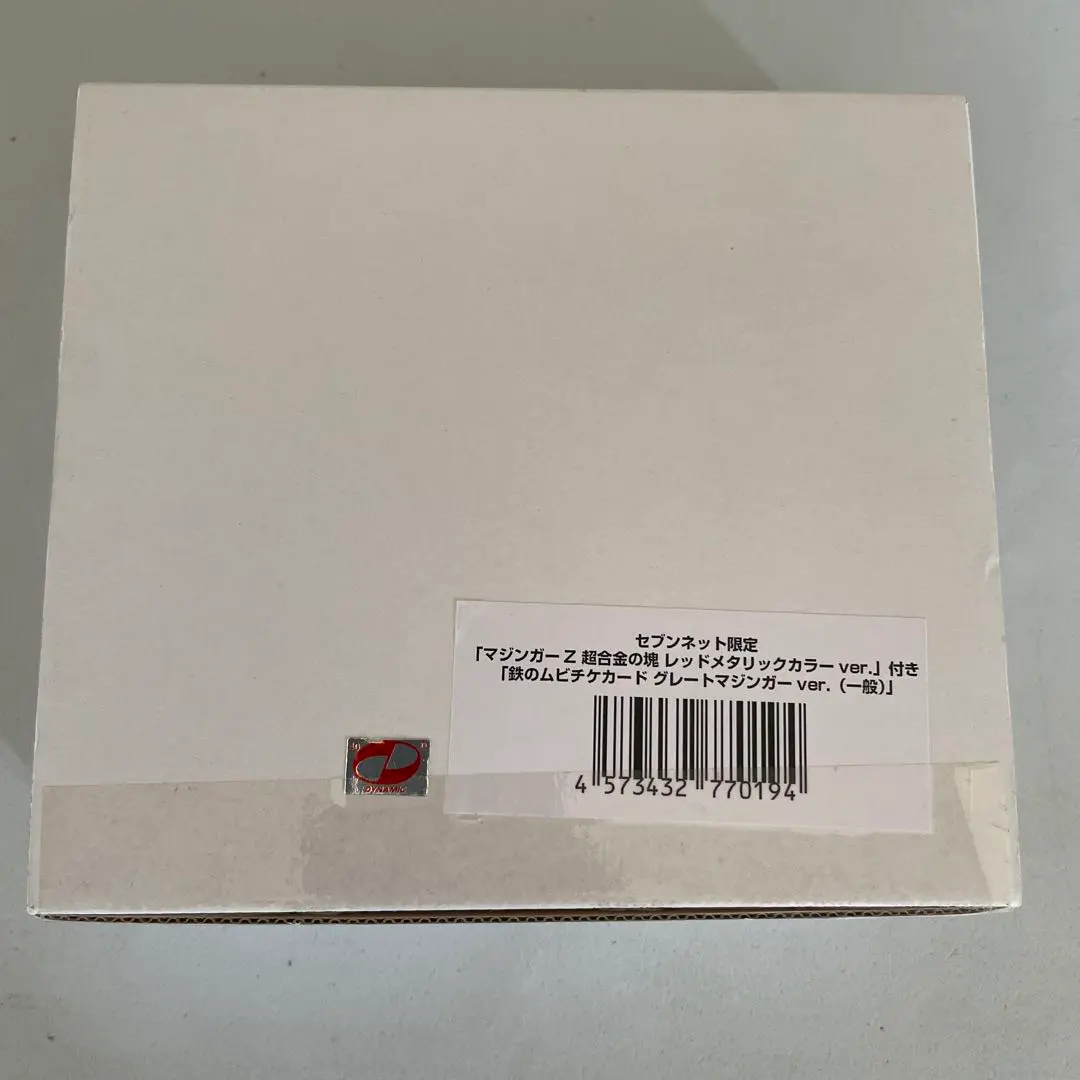 セブンネット限定
「マジンガーZ 超合金の塊 レッドメタリックカラー ver.」付き
「鉄のムビチケカード グレートマジンガー ver.（一般）」
4 573432 770194
DYNAMIC